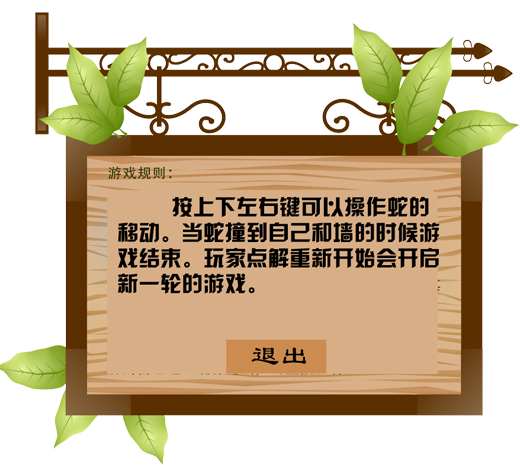 游戏规则：
按上下左右键可以操作蛇的
移动。当蛇撞到自己和墙的时候游
戏结束。玩家点解重新开始会开启
新一轮的游戏。
退出